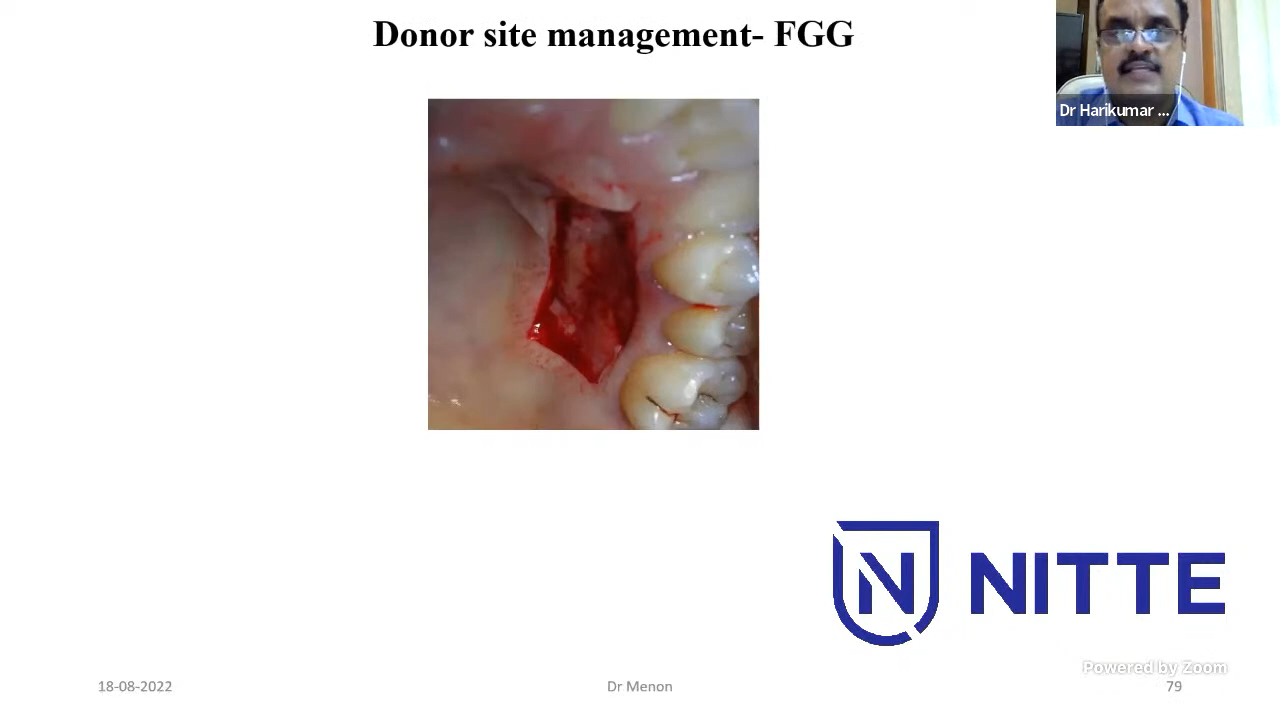 Donor site management- FGG
Dr Harikumar ...
N NITTE
Powered by Zoom
18-08-2022
Dr Menon
79